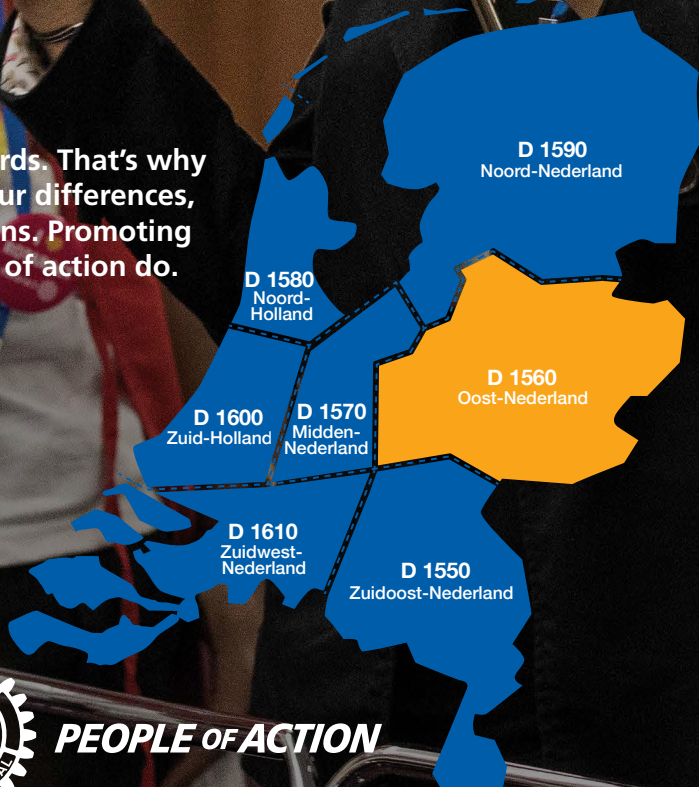 rds. That's why
ur differences,
ns. Promoting
of action do.
D 1590
Noord-Nederland
D 1580
Noord-
Holland
D 1560
Oost-Nederland
D 1600
Zuid-Holland
D 1570
Midden-
Nederland
D 1610
Zuidwest-
Nederland
D 1550
Zuidoost-Nederland
AL
PEOPLE OF ACTION